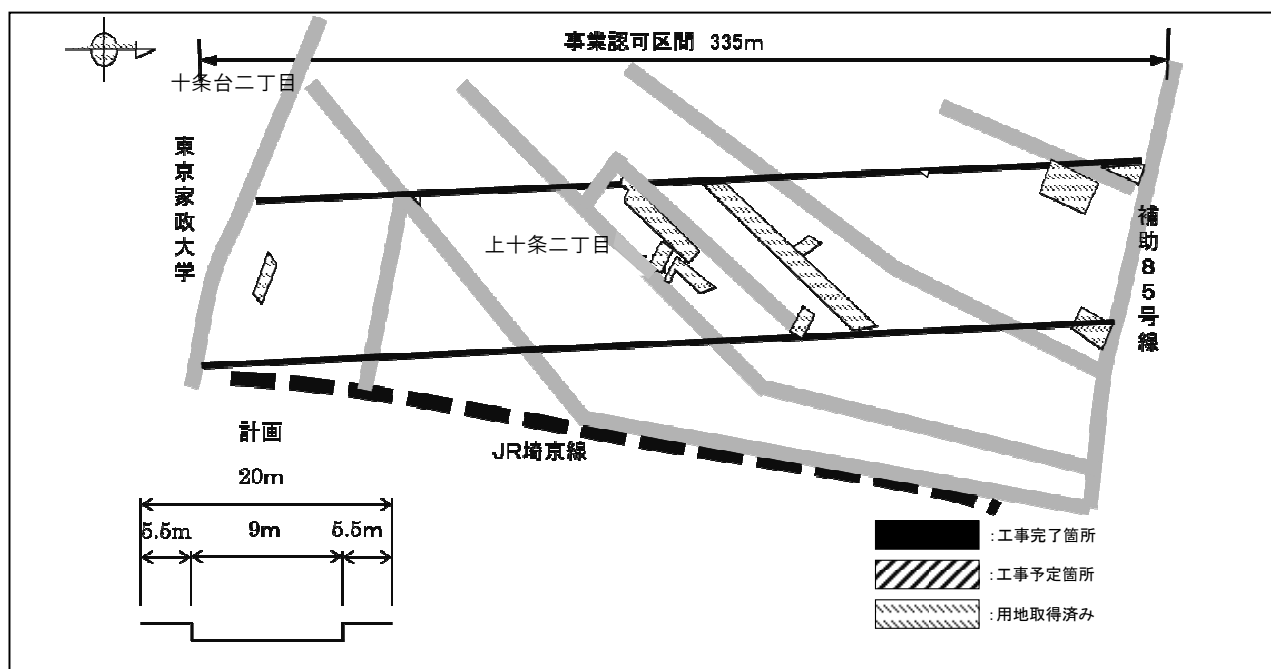 事業認可区間 335m
十条台二丁目
東京家政大学
上十条二丁目
補助85号線
計画
JR埼京線
20m
5.5m 9m 5.5m
:工事完了箇所
:工事予定箇所
:用地取得済み